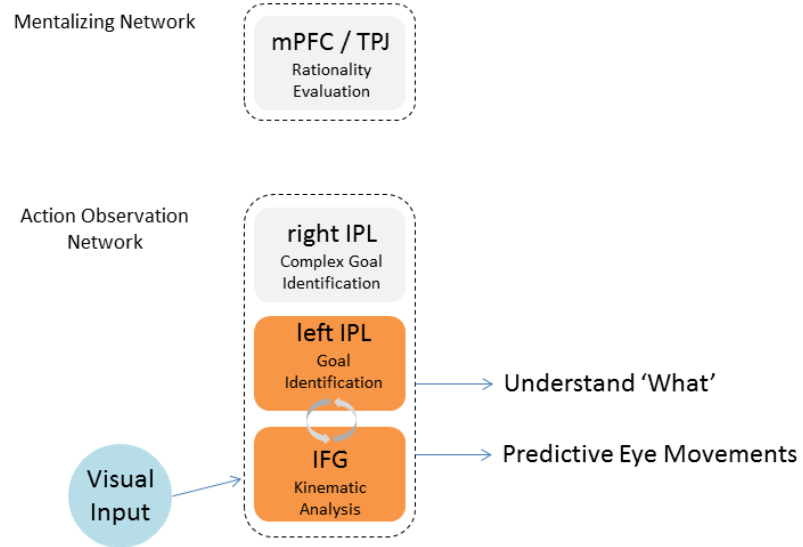 Mentalizing Network
mPFC / TPJ
Rationality
Evaluation
Action Observation
Network
right IPL
Complex Goal
Identification
left IPL
Goal
Identification
Understand ‘What’
IFG
Kinematic
Analysis
Predictive Eye Movements
Visual
Input